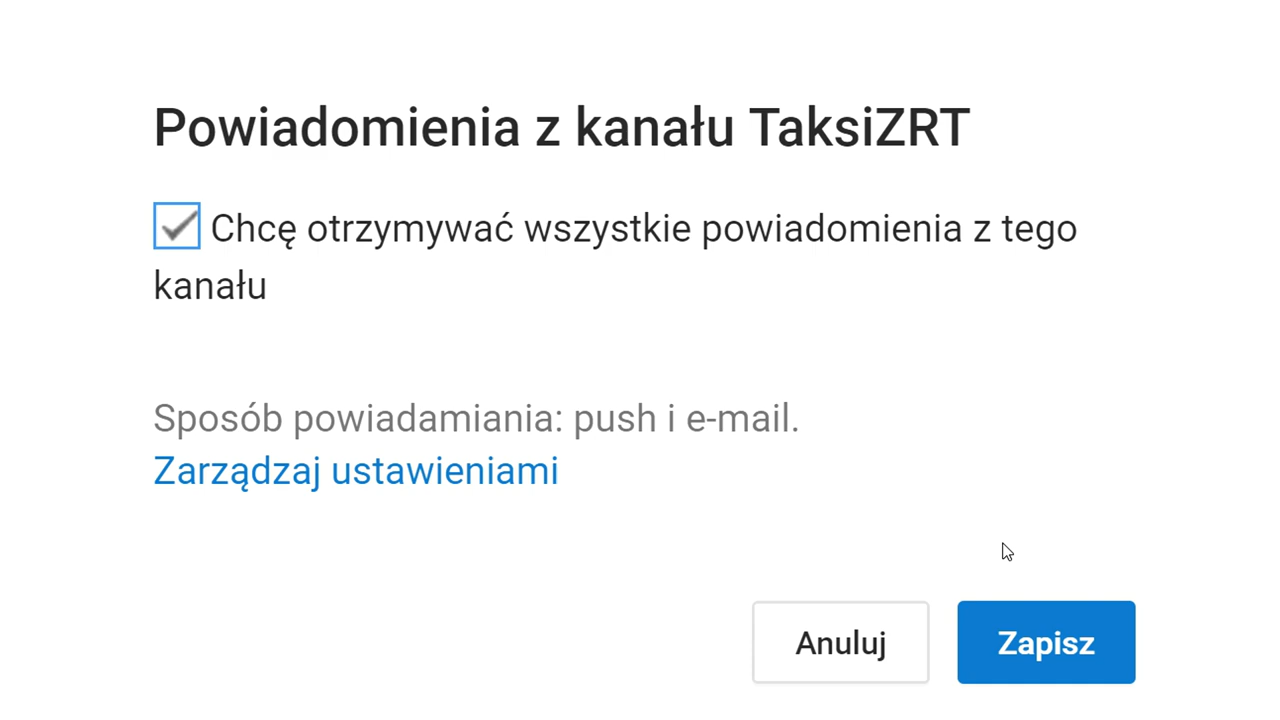 Powiadomienia z kanału TaksiZRT
Chcę otrzymywać wszystkie powiadomienia z tego
kanału
Sposób powiadamiania: push i e-mail.
Zarządzaj ustawieniami
Anuluj
Zapisz